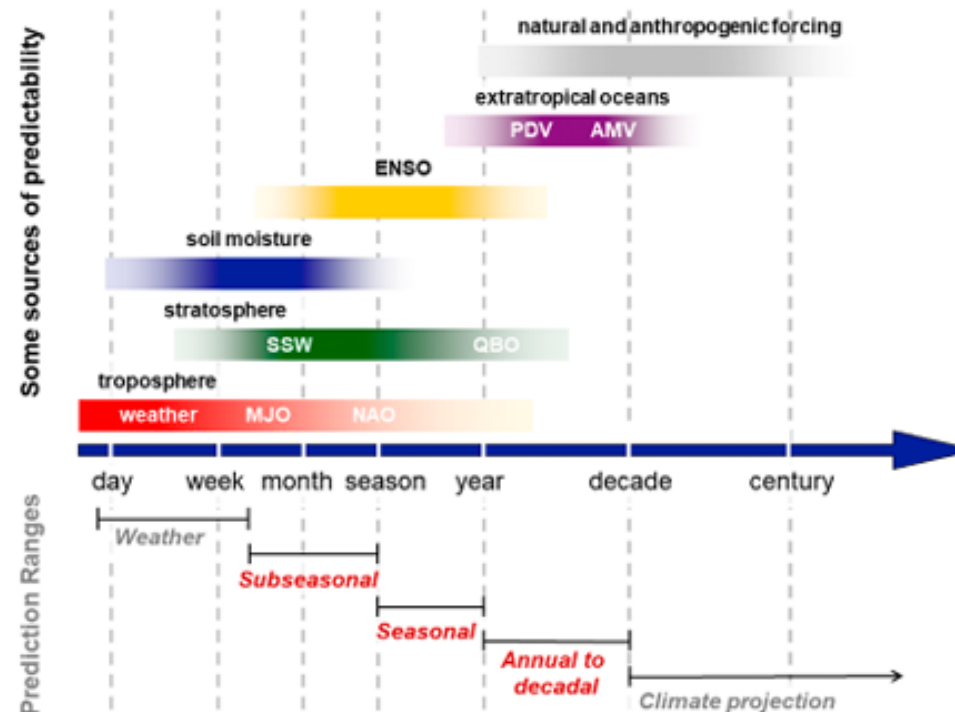 Some sources of predictability
natural and anthropogenic forcing
extratropical oceans
PDV AMV
ENSO
soil moisture
stratosphere
SSW QBO
troposphere
weather MJO NAO
day week month season year decade century
Prediction Ranges
Weather
Subseasonal
Seasonal
Annual to
decadal
Climate projection